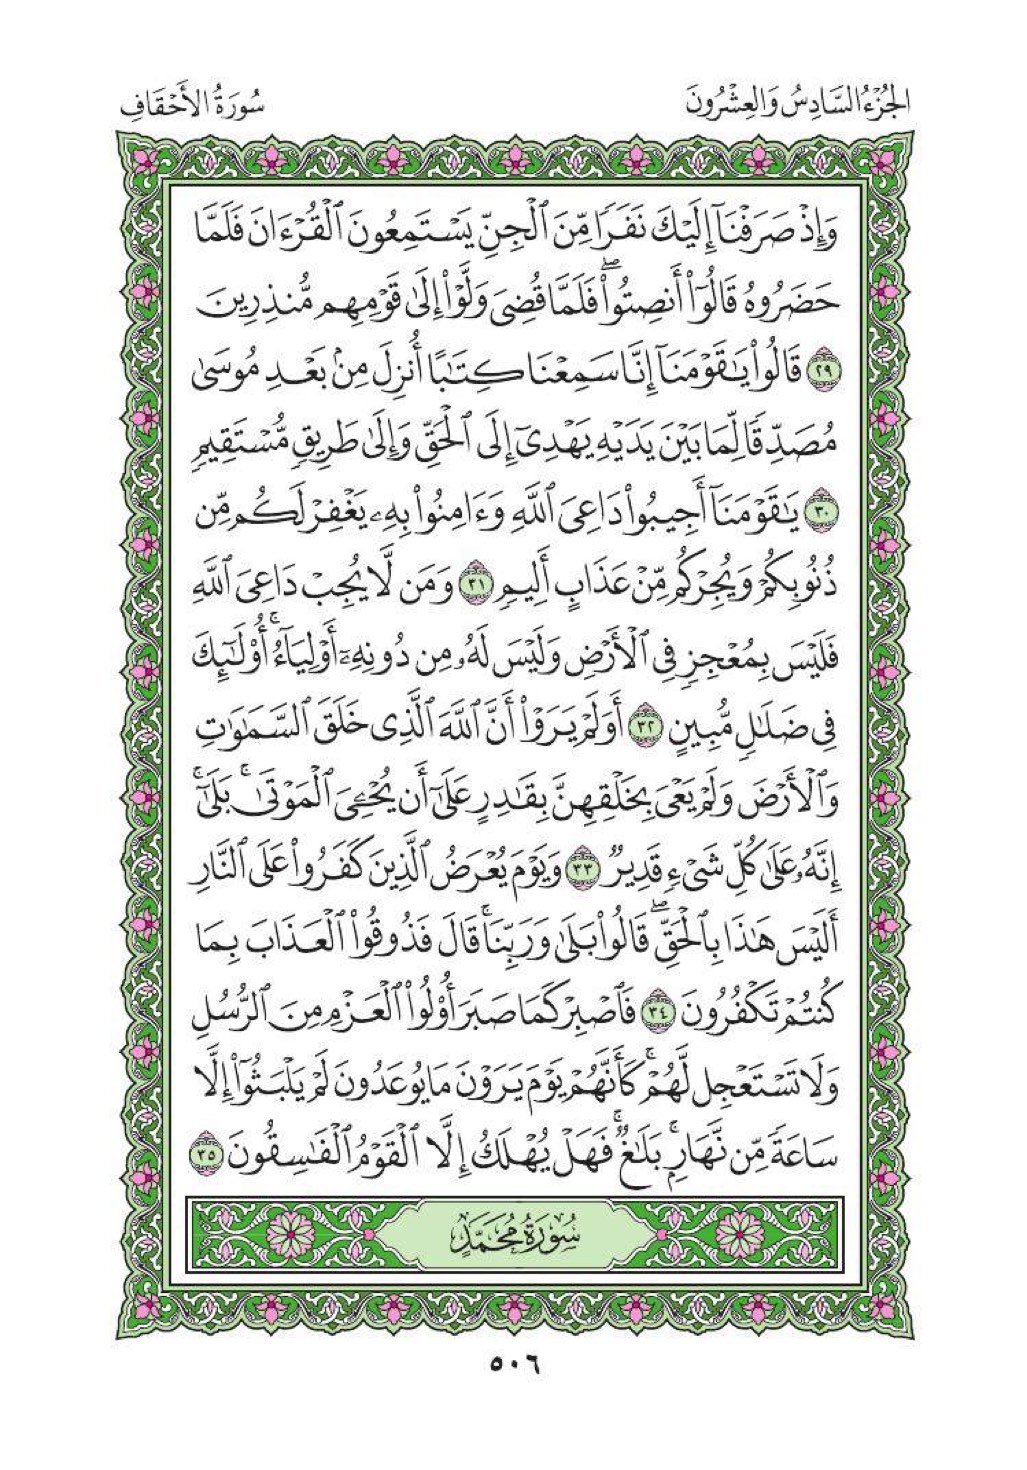 الجُزْءُ السَّادِسُ وَالعِشْرُونَ
سُورَةُ الأَحْقَافِ
وَإِذْ صَرَفْنَآ إِلَيْكَ نَفَرًا مِّنَ ٱلْجِنِّ يَسْتَمِعُونَ ٱلْقُرْءَانَ فَلَمَّا
حَضَرُوهُ قَالُوٓا۟ أَنصِتُوا۟ ۖ فَلَمَّا قُضِىَ وَلَّوْا۟ إِلَىٰ قَوْمِهِم مُّنذِرِينَ
٢٩ قَالُوا۟ يَٰقَوْمَنَآ إِنَّا سَمِعْنَا كِتَٰبًا أُنزِلَ مِنۢ بَعْدِ مُوسَىٰ
مُصَدِّقًا لِّمَا بَيْنَ يَدَيْهِ يَهْدِىٓ إِلَى ٱلْحَقِّ وَإِلَىٰ طَرِيقٍ مُّسْتَقِيمٍ
٣٠ يَٰقَوْمَنَآ أَجِيبُوا۟ دَاعِىَ ٱللَّهِ وَءَامِنُوا۟ بِهِۦ يَغْفِرْ لَكُم مِّن
ذُنُوبِكُمْ وَيُجِرْكُم مِّنْ عَذَابٍ أَلِيمٍ ٣١ وَمَن لَّا يُجِبْ دَاعِىَ ٱللَّهِ
فَلَيْسَ بِمُعْجِزٍ فِى ٱلْأَرْضِ وَلَيْسَ لَهُۥ مِن دُونِهِۦٓ أَوْلِيَآءُ ۚ أُو۟لَٰٓئِكَ
فِى ضَلَٰلٍ مُّبِينٍ ٣٢ أَوَلَمْ يَرَوْا۟ أَنَّ ٱللَّهَ ٱلَّذِى خَلَقَ ٱلسَّمَٰوَٰتِ
وَٱلْأَرْضَ وَلَمْ يَعْىَ بِخَلْقِهِنَّ بِقَٰدِرٍ عَلَىٰٓ أَن يُحْـِۧىَ ٱلْمَوْتَىٰ ۚ بَلَىٰٓ ۚ
إِنَّهُۥ عَلَىٰ كُلِّ شَىْءٍ قَدِيرٌ ٣٣ وَيَوْمَ يُعْرَضُ ٱلَّذِينَ كَفَرُوا۟ عَلَى ٱلنَّارِ
أَلَيْسَ هَٰذَا بِٱلْحَقِّ ۖ قَالُوا۟ بَلَىٰ وَرَبِّنَا ۚ قَالَ فَذُوقُوا۟ ٱلْعَذَابَ بِمَا
كُنتُمْ تَكْفُرُونَ ٣٤ فَٱصْبِرْ كَمَا صَبَرَ أُو۟لُوا۟ ٱلْعَزْمِ مِنَ ٱلرُّسُلِ
وَلَا تَسْتَعْجِل لَّهُمْ ۚ كَأَنَّهُمْ يَوْمَ يَرَوْنَ مَا يُوعَدُونَ لَمْ يَلْبَثُوٓا۟ إِلَّا
سَاعَةً مِّن نَّهَارٍۭ ۚ بَلَٰغٌ ۚ فَهَلْ يُهْلَكُ إِلَّا ٱلْقَوْمُ ٱلْفَٰسِقُونَ ٣٥
سُورَةُ مُحَمَّدٍ
٥٠٦